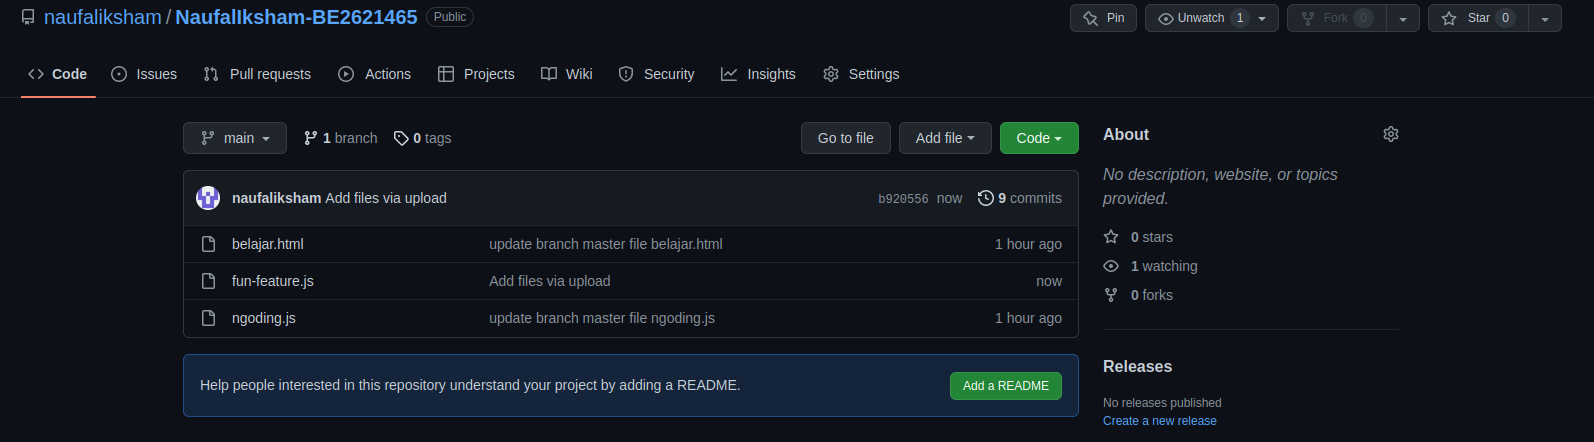 naufaliksham / NaufalIksham-BE2621465 Public Pin Unwatch 1 Fork 0 Star 0
Code Issues Pull requests Actions Projects Wiki Security Insights Settings
main 1 branch 0 tags Go to file Add file Code
naufaliksham Add files via upload b920556 now 9 commits
belajar.html update branch master file belajar.html 1 hour ago
fun-feature.js Add files via upload now
ngoding.js update branch master file ngoding.js 1 hour ago
Help people interested in this repository understand your project by adding a README. Add a README
About
No description, website, or topics
provided.
0 stars
1 watching
0 forks
Releases
No releases published
Create a new release